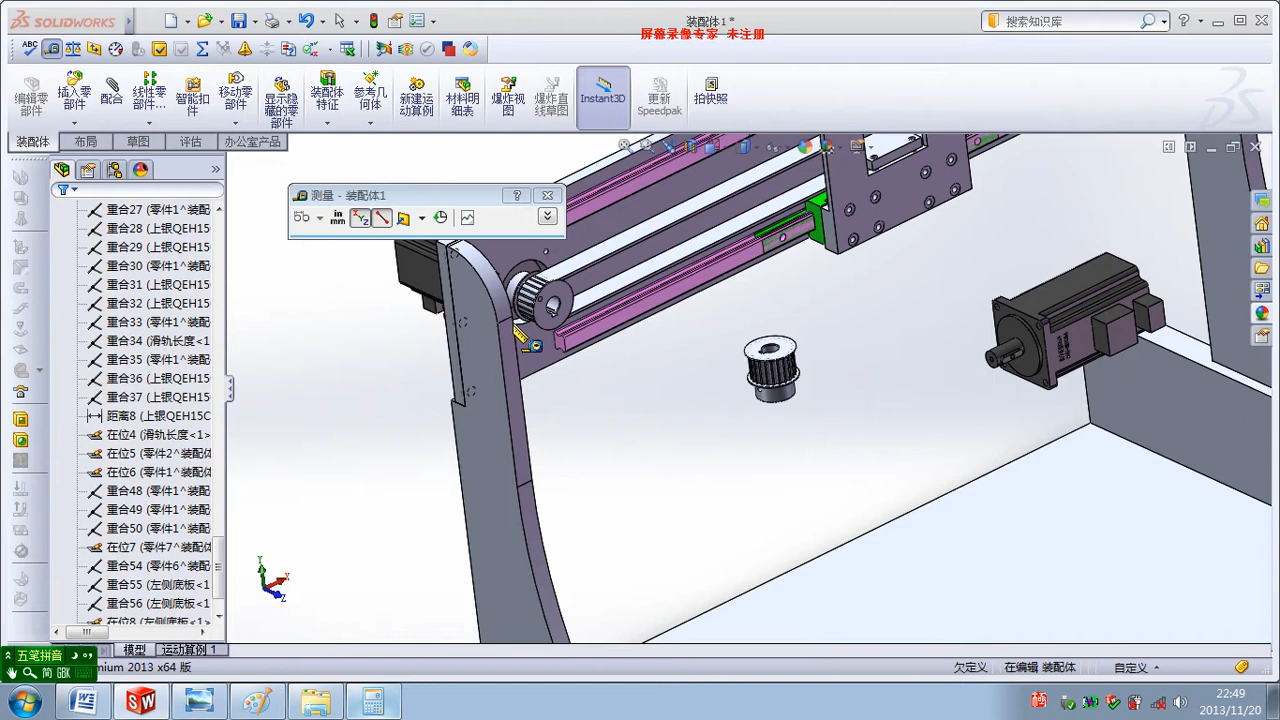 SOLIDWORKS
装配体1 *
搜索知识库
屏幕录像专家 未注册
ABC
编辑零部件
插入零部件
配合
线性零部件...
智能扣件
移动零部件
显示隐藏的零部件
装配体特征
参考几何体
新建运动算例
材料明细表
爆炸视图
爆炸直线草图
Instant3D
更新Speedpak
拍快照
装配体
布局
草图
评估
办公室产品
测量 - 装配体1
in
mm
重合27 (零件1^装配
重合28 (上银QEH15
重合29 (上银QEH15
重合30 (零件1^装配
重合31 (上银QEH15
重合32 (上银QEH15
重合33 (零件1^装配
重合34 (滑轨长度<1
重合35 (零件1^装配
重合36 (上银QEH15
重合37 (上银QEH15
距离8 (上银QEH15C
在位4 (滑轨长度<1>
在位5 (零件2^装配体
在位6 (零件1^装配体
重合48 (零件1^装配
重合49 (零件1^装配
重合50 (零件1^装配
在位7 (零件7^装配体
重合54 (零件6^装配
重合55 (左侧底板<1
重合56 (左侧底板<1
在位8 (左侧底板<1
Y
X
Z
模型
运动算例 1
五笔拼音
简 GBK
mium 2013 x64 版
欠定义
在编辑 装配体
自定义
22:49
2013/11/20